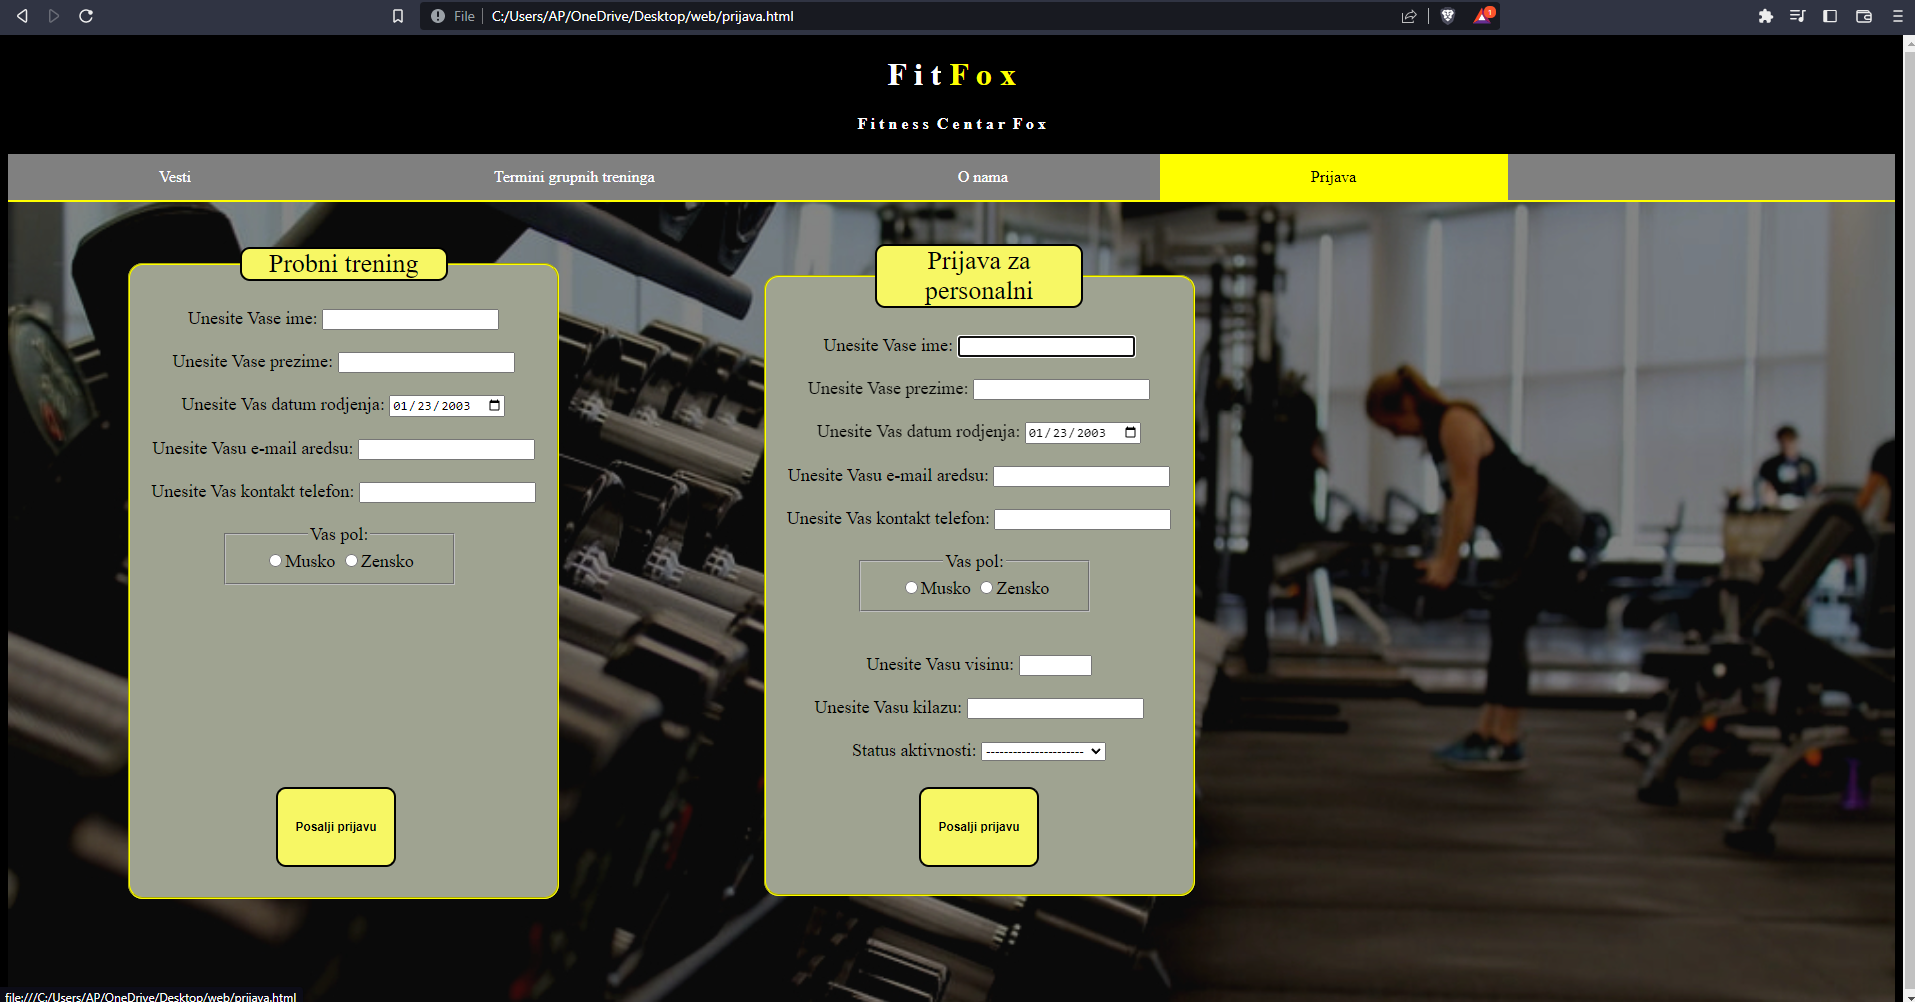 File C:/Users/AP/OneDrive/Desktop/web/prijava.html 1
FitFox
Fitness Centar Fox
Vesti Termini grupnih treninga O nama Prijava
Probni trening
Unesite Vase ime:
Unesite Vase prezime:
Unesite Vas datum rodjenja: 01/23/2003
Unesite Vasu e-mail aredsu:
Unesite Vas kontakt telefon:
Vas pol:
Musko Zensko
Posalji prijavu
Prijava za
personalni
Unesite Vase ime:
Unesite Vase prezime:
Unesite Vas datum rodjenja: 01/23/2003
Unesite Vasu e-mail aredsu:
Unesite Vas kontakt telefon:
Vas pol:
Musko Zensko
Unesite Vasu visinu:
Unesite Vasu kilazu:
Status aktivnosti: ----------------------
Posalji prijavu
file:///C:/Users/AP/OneDrive/Desktop/web/prijava.html